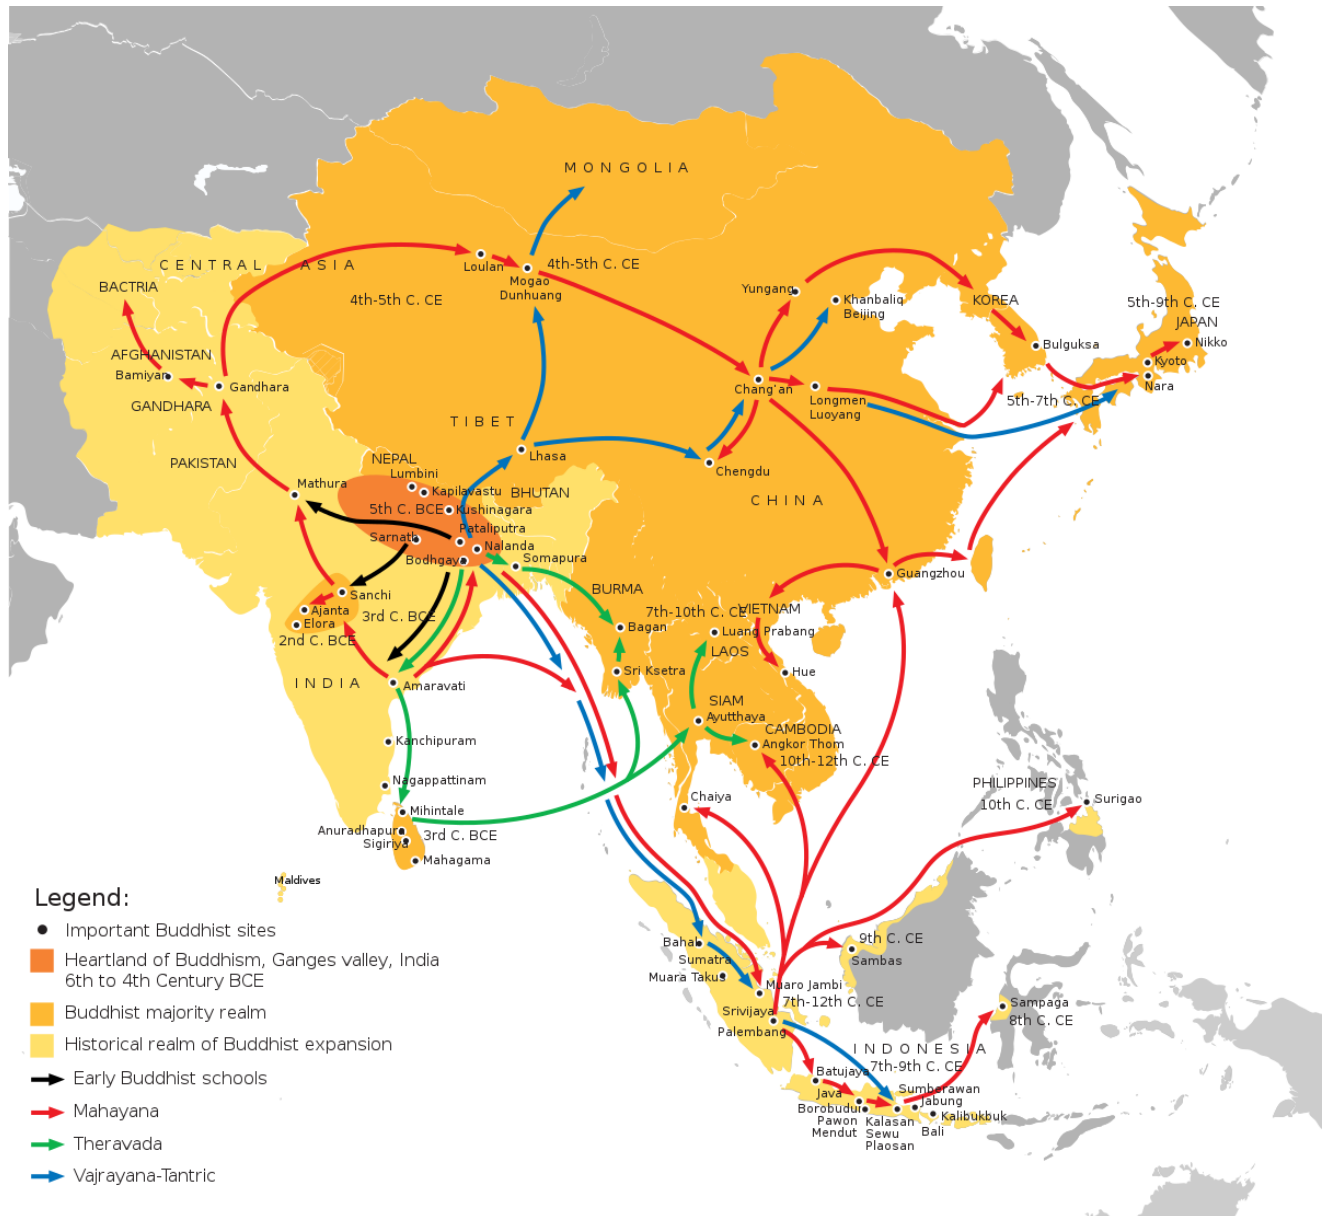 MONGOLIA
CENTRAL ASIA
Loulan
4th-5th C. CE
Mogao
Dunhuang
BACTRIA
4th-5th C. CE
Yungang
Khanbaliq
Beijing
KOREA
5th-9th C. CE
JAPAN
Nikko
Bulguksa
Kyoto
Nara
AFGHANISTAN
Bamiyan
Gandhara
GANDHARA
Chang'an
Longmen
Luoyang
5th-7th C. CE
TIBET
Lhasa
Chengdu
PAKISTAN
NEPAL
Lumbini
Mathura
Kapilavastu
BHUTAN
CHINA
5th C. BCE
Kushinagara
Pataliputra
Sarnath
Nalanda
Bodhgaya
Somapura
Guangzhou
BURMA
Sanchi
Ajanta
Elora
3rd C. BCE
2nd C. BCE
7th-10th C. CE
VIETNAM
Bagan
Luang Prabang
LAOS
Sri Ksetra
Hue
INDIA
Amaravati
SIAM
Ayutthaya
CAMBODIA
Angkor Thom
10th-12th C. CE
Kanchipuram
Nagappattinam
PHILIPPINES
10th C. CE
Surigao
Chaiya
Mihintale
Anuradhapura
3rd C. BCE
Sigiriya
Mahagama
Maldives
Legend:
Important Buddhist sites
Heartland of Buddhism, Ganges valley, India
6th to 4th Century BCE
Buddhist majority realm
Historical realm of Buddhist expansion
Early Buddhist schools
Mahayana
Theravada
Vajrayana-Tantric
Bahal
Sumatra
Muara Takus
Muaro Jambi
7th-12th C. CE
Srivijaya
Palembang
9th C. CE
Sambas
Sampaga
8th C. CE
INDONESIA
7th-9th C. CE
Batujaya
Java
Sumberawan
Jabung
Borobudur
Pawon
Mendut
Kalasan
Sewu
Plaosan
Kalibukbuk
Bali